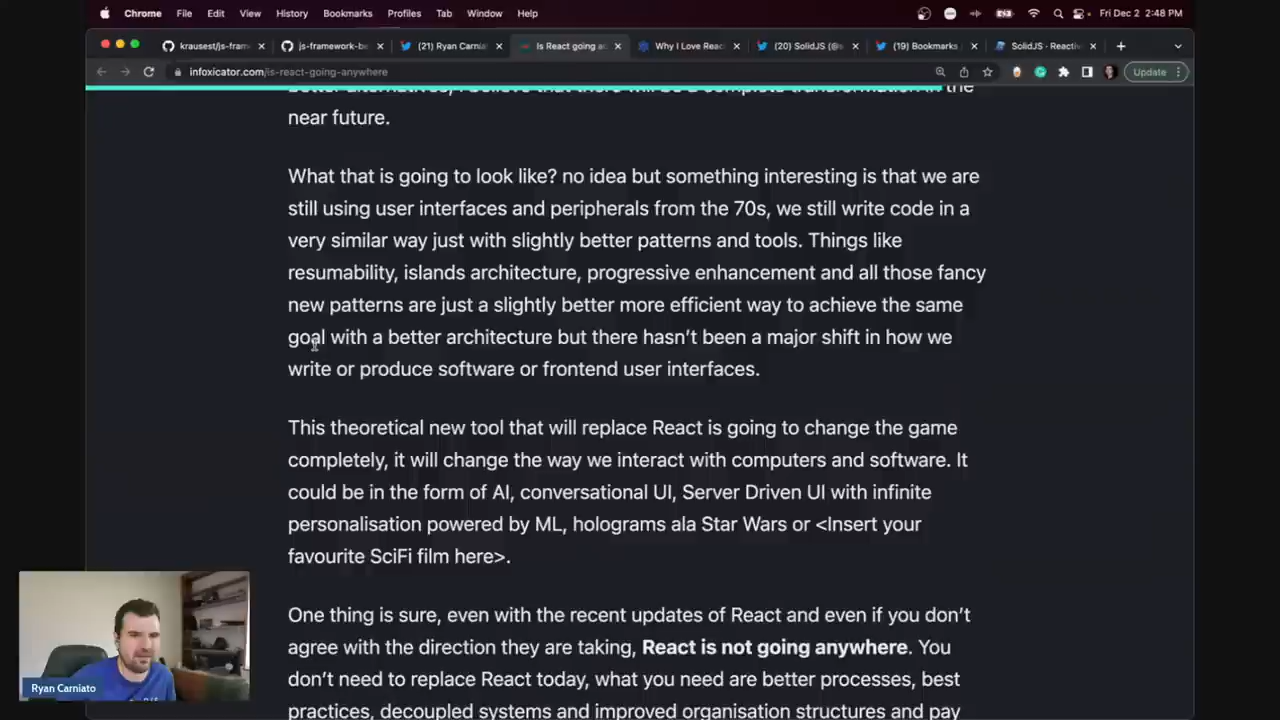 Chrome File Edit View History Bookmarks Profiles Tab Window Help Fri Dec 2 2:48 PM
krausest/js-fram js-framework-be (21) Ryan Carnia Is React going a Why I Love Rea (20) SolidJS (@s (19) Bookmarks SolidJS · Reactiv
infoxicator.com/is-react-going-anywhere Update
better alternatives, I believe that there will be a complete transformation in the
near future.
What that is going to look like? no idea but something interesting is that we are
still using user interfaces and peripherals from the 70s, we still write code in a
very similar way just with slightly better patterns and tools. Things like
resumability, islands architecture, progressive enhancement and all those fancy
new patterns are just a slightly better more efficient way to achieve the same
goal with a better architecture but there hasn't been a major shift in how we
write or produce software or frontend user interfaces.
This theoretical new tool that will replace React is going to change the game
completely, it will change the way we interact with computers and software. It
could be in the form of AI, conversational UI, Server Driven UI with infinite
personalisation powered by ML, holograms ala Star Wars or <Insert your
favourite SciFi film here>.
One thing is sure, even with the recent updates of React and even if you don't
agree with the direction they are taking, React is not going anywhere. You
don't need to replace React today, what you need are better processes, best
practices, decoupled systems and improved organisation structures and pay
Ryan Carniato